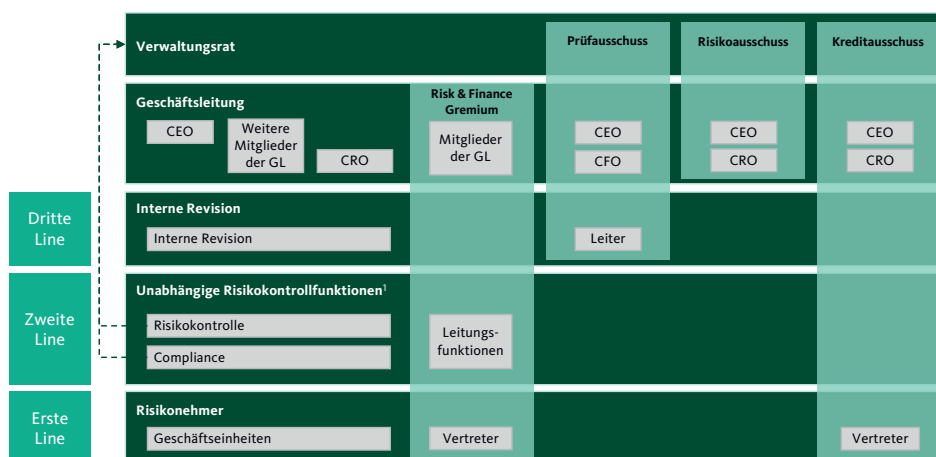 Verwaltungsrat
Prüfausschuss
Risikoausschuss
Kreditausschuss
Geschäftsleitung
Risk & Finance
Gremium
CEO
Weitere
Mitglieder
der GL
CRO
Mitglieder
der GL
CEO
CFO
CEO
CRO
CEO
CRO
Dritte
Line
Interne Revision
Interne Revision
Leiter
Zweite
Line
Unabhängige Risikokontrollfunktionen¹
Risikokontrolle
Compliance
Leitungs-
funktionen
Erste
Line
Risikonehmer
Geschäftseinheiten
Vertreter
Vertreter